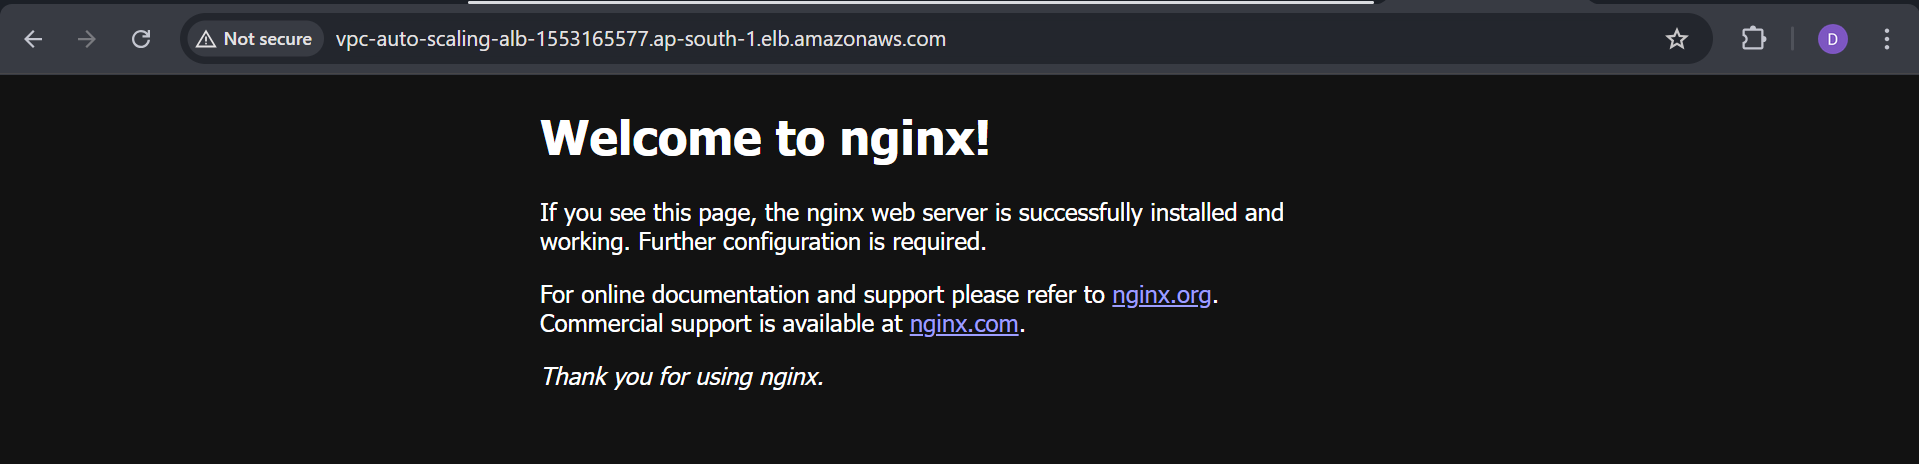 Not secure vpc-auto-scaling-alb-1553165577.ap-south-1.elb.amazonaws.com D
Welcome to nginx!
If you see this page, the nginx web server is successfully installed and
working. Further configuration is required.
For online documentation and support please refer to nginx.org.
Commercial support is available at nginx.com.
Thank you for using nginx.